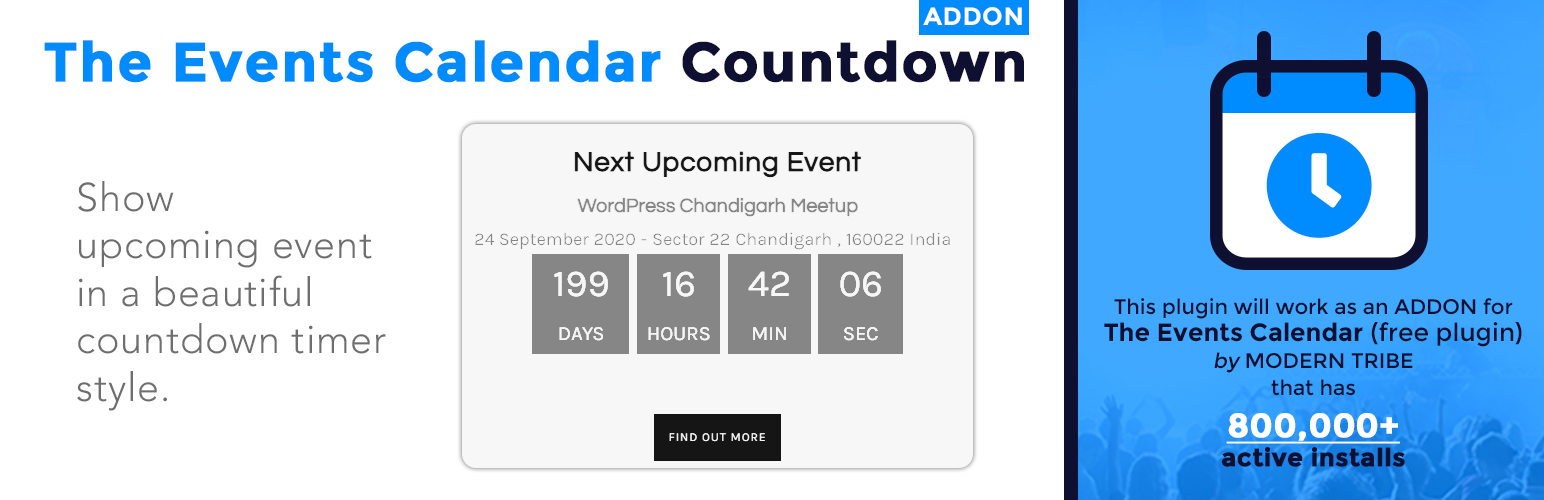 ADDON
The Events Calendar Countdown
Show
upcoming event
in a beautiful
countdown timer
style.
Next Upcoming Event
WordPress Chandigarh Meetup
24 September 2020 - Sector 22 Chandigarh , 160022 India
199 16 42 06
DAYS HOURS MIN SEC
FIND OUT MORE
This plugin will work as an ADDON for
The Events Calendar (free plugin)
by MODERN TRIBE
that has
800,000+
active installs